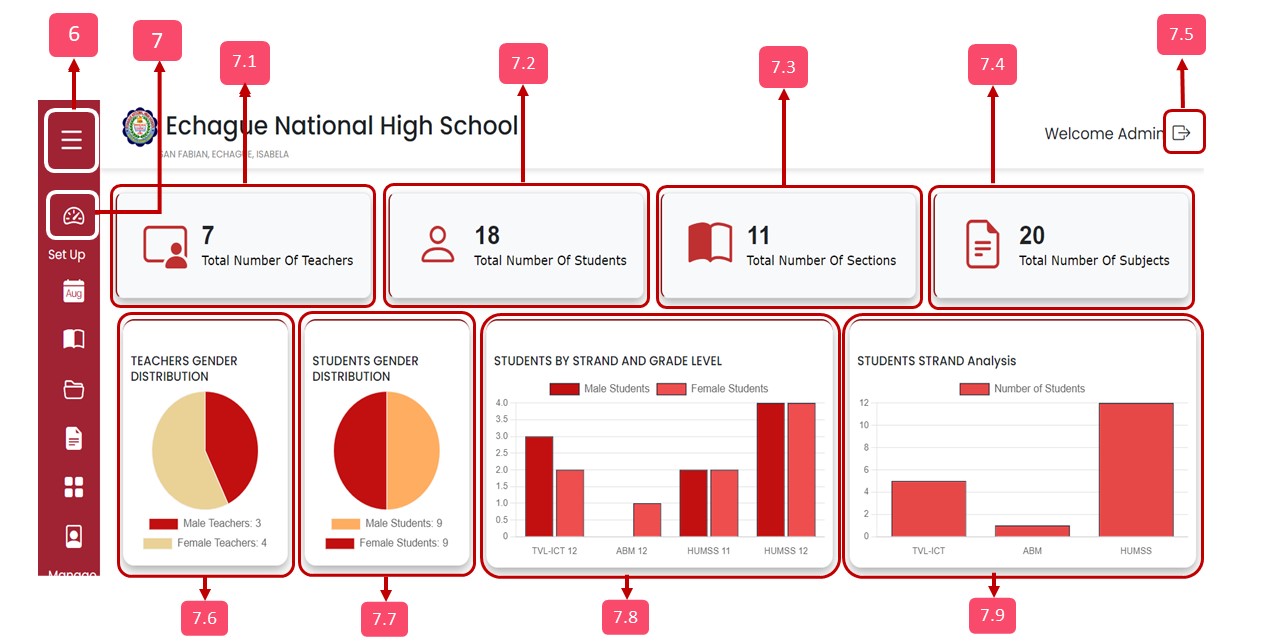 6
7
7.1
7.2
7.3
7.4
7.5
Echague National High School
SAN FABIAN, ECHAGUE, ISABELA
Welcome Admin
Set Up
Aug
Manage
7
Total Number Of Teachers
18
Total Number Of Students
11
Total Number Of Sections
20
Total Number Of Subjects
TEACHERS GENDER
DISTRIBUTION
Male Teachers: 3
Female Teachers: 4
STUDENTS GENDER
DISTRIBUTION
Male Students: 9
Female Students: 9
STUDENTS BY STRAND AND GRADE LEVEL
Male Students Female Students
4.0
3.5
3.0
2.5
2.0
1.5
1.0
0.5
0
TVL-ICT 12 ABM 12 HUMSS 11 HUMSS 12
STUDENTS STRAND Analysis
Number of Students
12
10
8
6
4
2
0
TVL-ICT ABM HUMSS
7.6
7.7
7.8
7.9